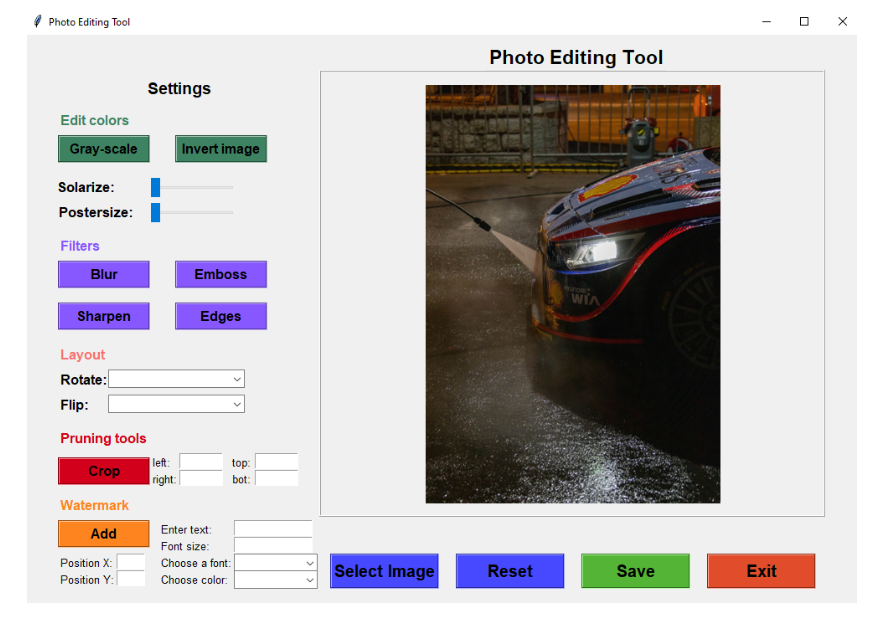 Photo Editing Tool
Photo Editing Tool
Settings
Edit colors
Gray-scale Invert image
Solarize:
Postersize:
Filters
Blur Emboss
Sharpen Edges
Layout
Rotate:
Flip:
Pruning tools
Crop
left: top:
right: bot:
Watermark
Add
Enter text:
Font size:
Position X: Choose a font:
Position Y: Choose color:
WIA
Select Image Reset Save Exit